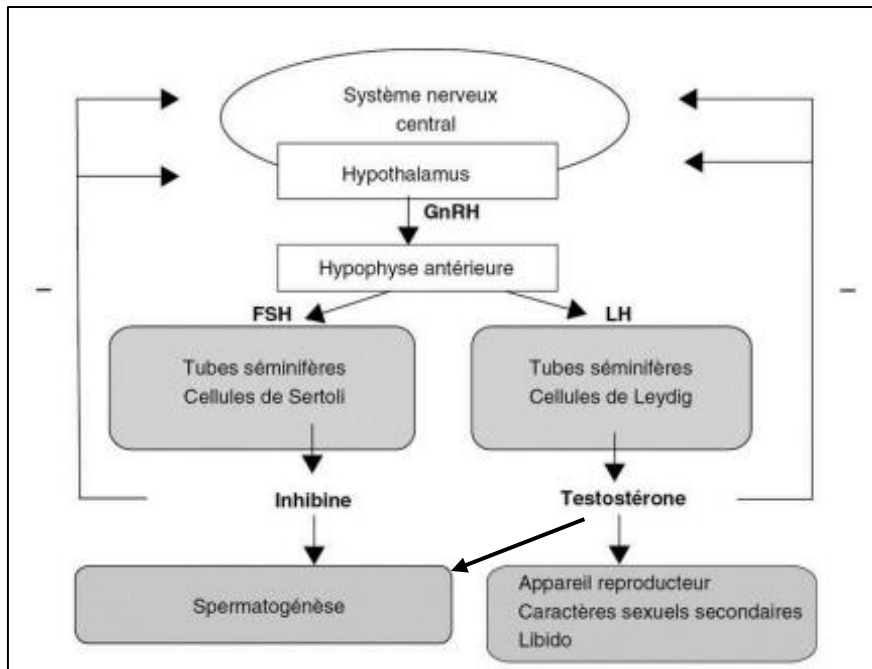 Système nerveux
central
Hypothalamus
GnRH
Hypophyse antérieure
FSH
LH
–
–
Tubes séminifères
Cellules de Sertoli
Tubes séminifères
Cellules de Leydig
Inhibine
Testostérone
Spermatogénèse
Appareil reproducteur
Caractères sexuels secondaires
Libido